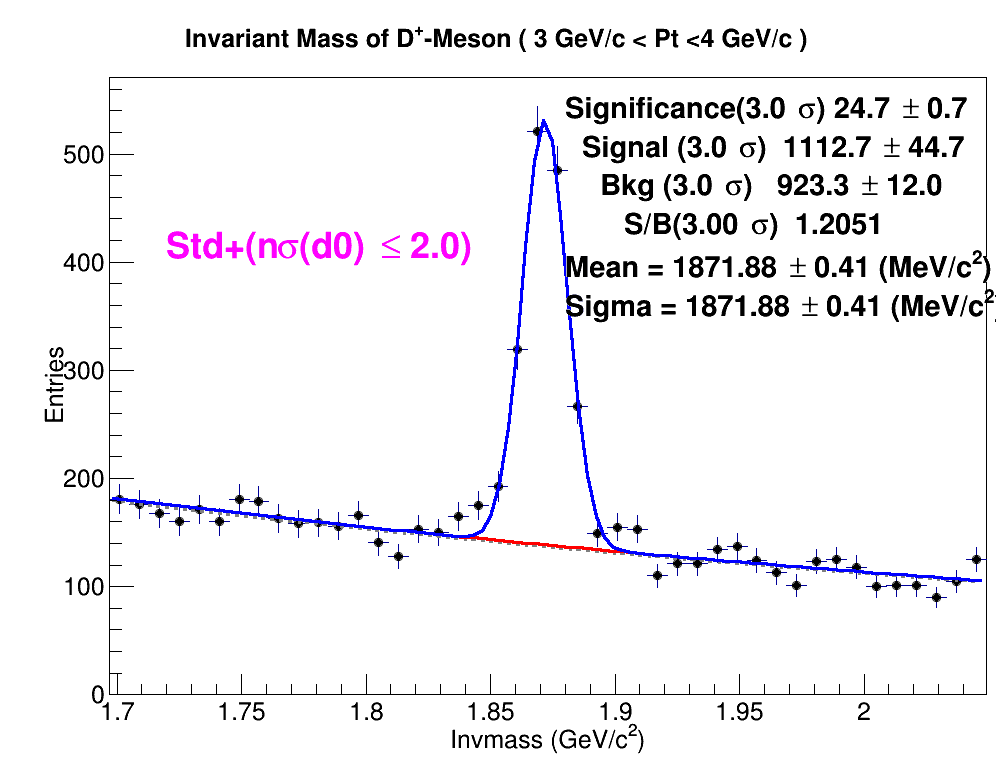 Invariant Mass of D⁺-Meson ( 3 GeV/c < Pt <4 GeV/c )
Significance(3.0 σ) 24.7 ± 0.7
Signal (3.0 σ) 1112.7 ± 44.7
Bkg (3.0 σ) 923.3 ± 12.0
S/B(3.00 σ) 1.2051
Mean = 1871.88 ± 0.41 (MeV/c²)
Sigma = 1871.88 ± 0.41 (MeV/c²)
Std+(nσ(d0) ≤ 2.0)
Entries
500
400
300
200
100
0
1.7 1.75 1.8 1.85 1.9 1.95 2
Invmass (GeV/c²)